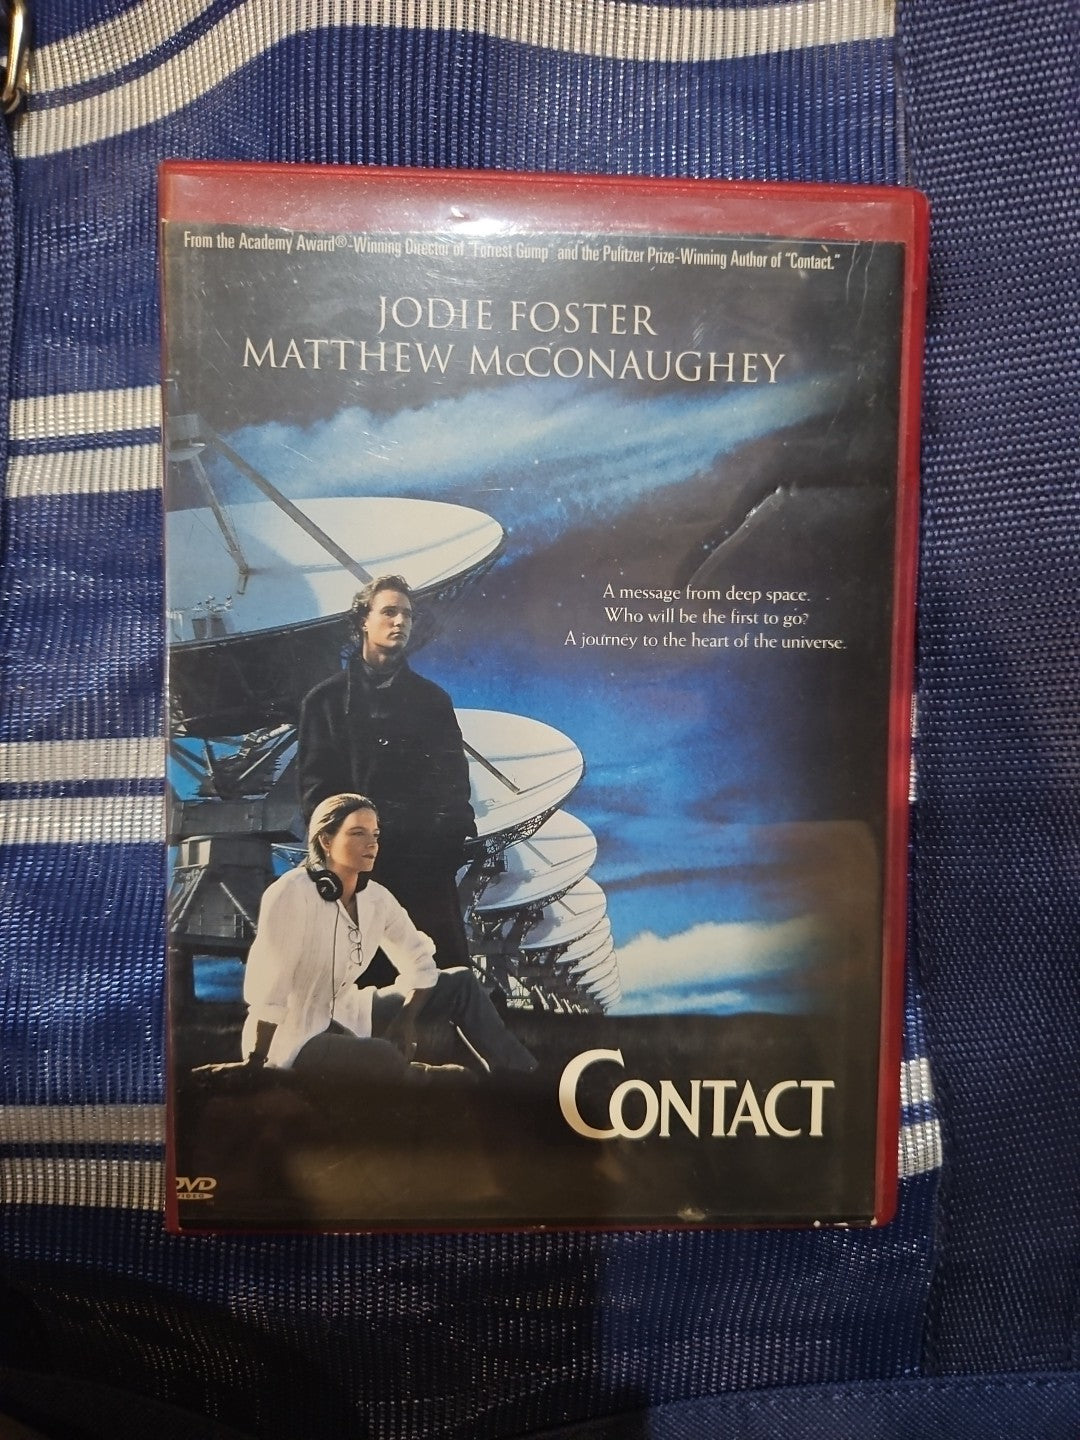 From the Academy Award®-Winning Director of "Forrest Gump" and the Pulitzer Prize-Winning Author of "Contact."
JODIE FOSTER
MATTHEW McCONAUGHEY
A message from deep space.
Who will be the first to go?
A journey to the heart of the universe.
CONTACT
DVD
VIDEO